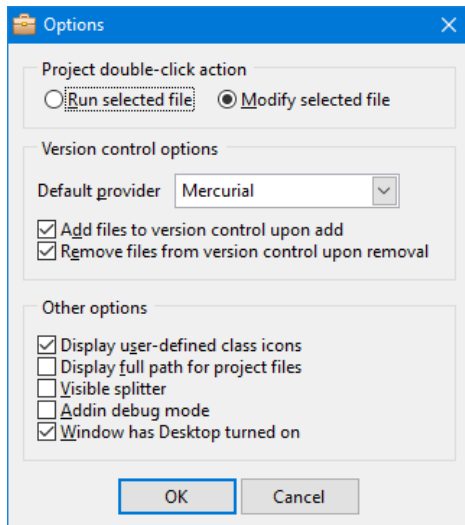 Options
Project double-click action
Run selected file Modify selected file
Version control options
Default provider Mercurial
Add files to version control upon add
Remove files from version control upon removal
Other options
Display user-defined class icons
Display full path for project files
Visible splitter
Addin debug mode
Window has Desktop turned on
OK Cancel